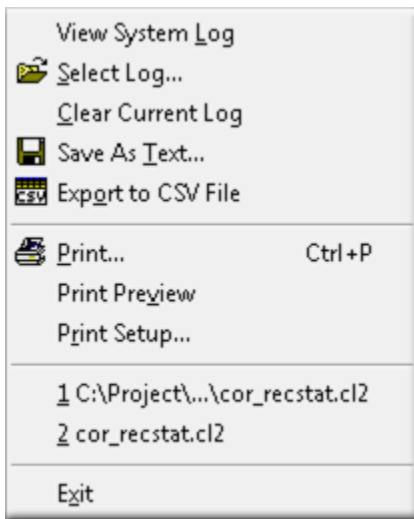 View System Log
Select Log...
Clear Current Log
Save As Text...
CSV Export to CSV File
Print... Ctrl+P
Print Preview
Print Setup...
1 C:\Project\...\cor_recstat.cl2
2 cor_recstat.cl2
Exit